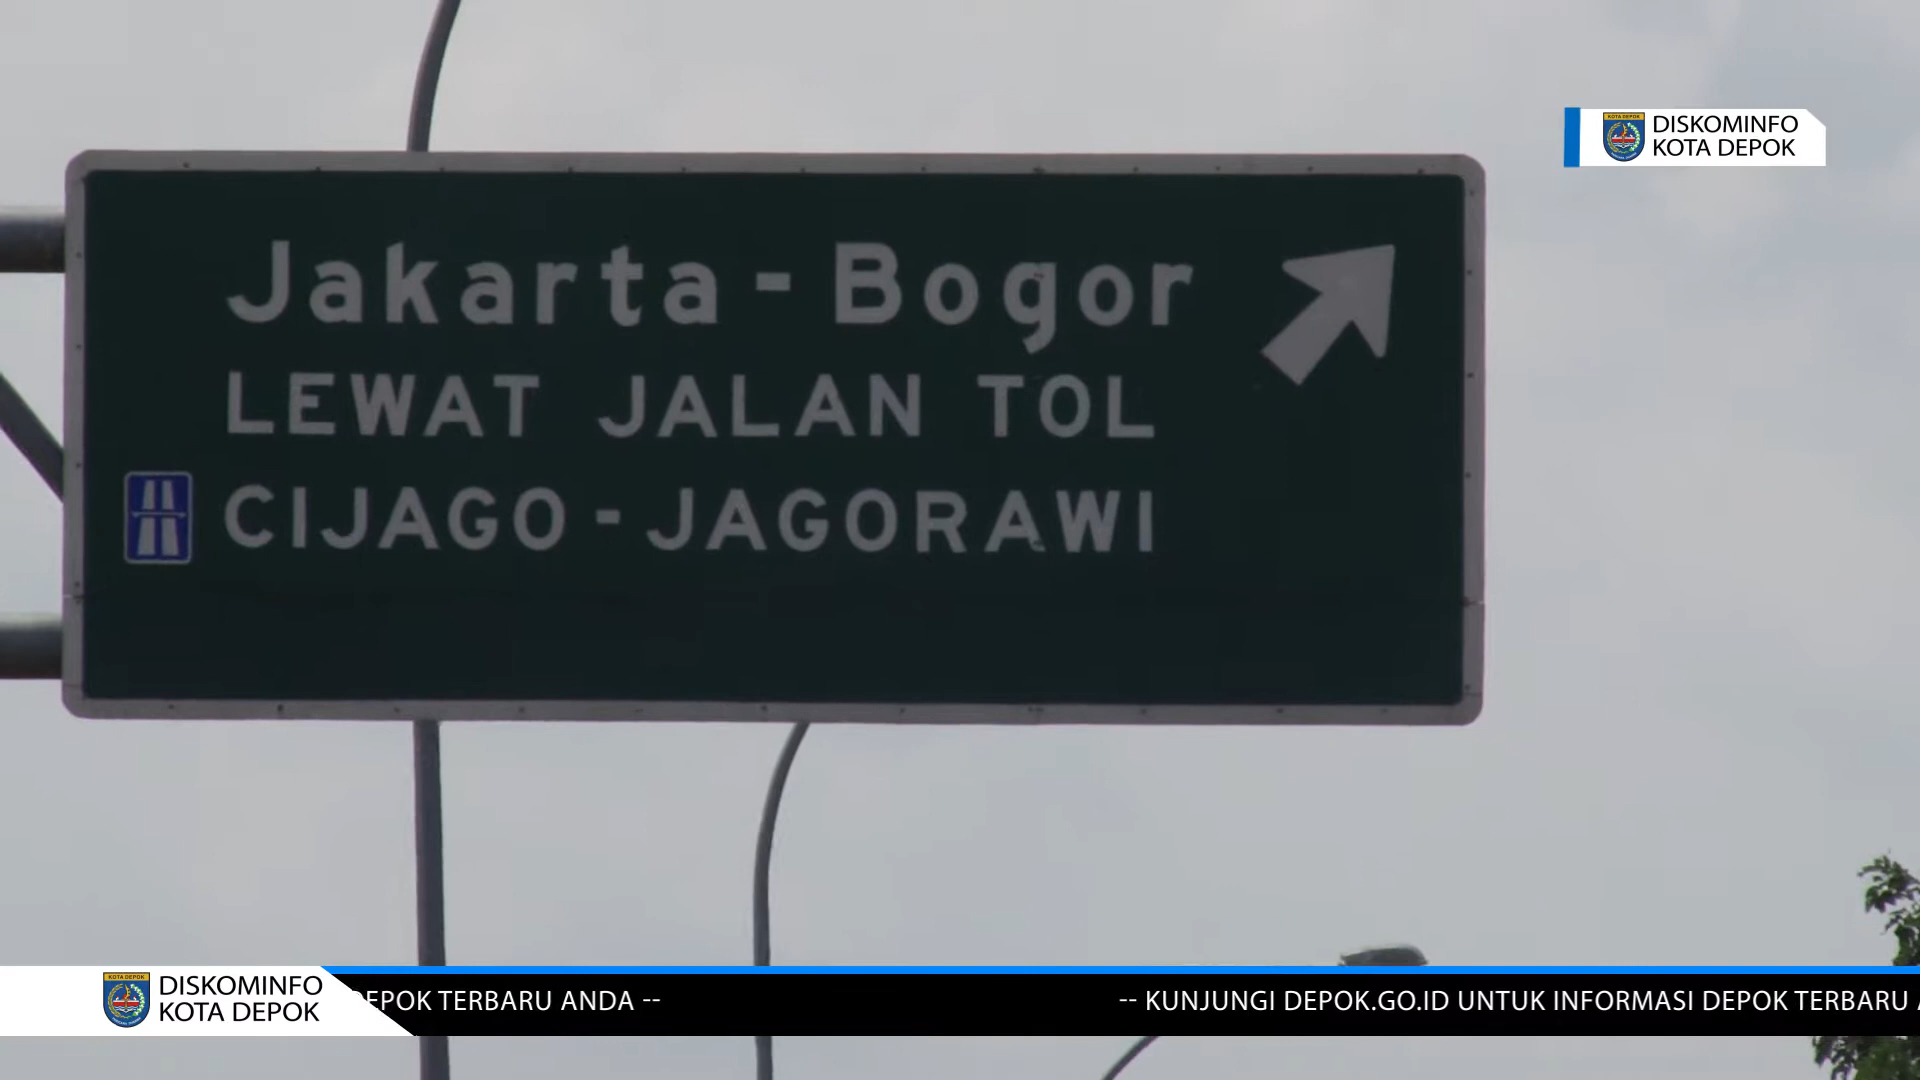 DISKOMINFO
KOTA DEPOK
Jakarta - Bogor
LEWAT JALAN TOL
CIJAGO - JAGORAWI
DISKOMINFO
KOTA DEPOK
DEPOK TERBARU ANDA -- -- KUNJUNGI DEPOK.GO.ID UNTUK INFORMASI DEPOK TERBARU